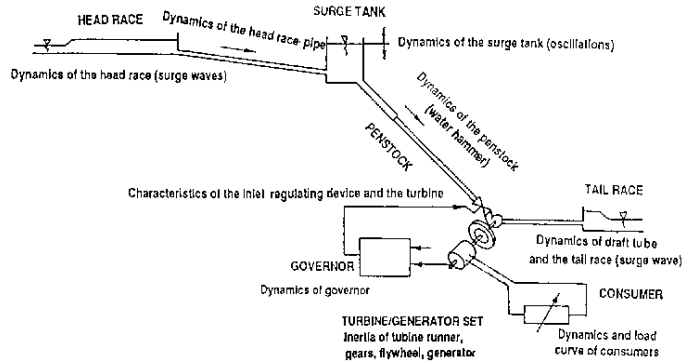 SURGE TANK
HEAD RACE
Dynamics of the head race pipe
Dynamics of the surge tank (oscillations)
Dynamics of the head race (surge waves)
Dynamics of the penstock
(water hammer)
PENSTOCK
Characteristics of the inlet regulating device and the turbine
TAIL RACE
Dynamics of draft tube
and the tail race (surge wave)
GOVERNOR
Dynamics of governor
CONSUMER
TURBINE/GENERATOR SET
Inertia of tubine runner,
gears, flywheel, generator
Dynamics and load
curve of consumers